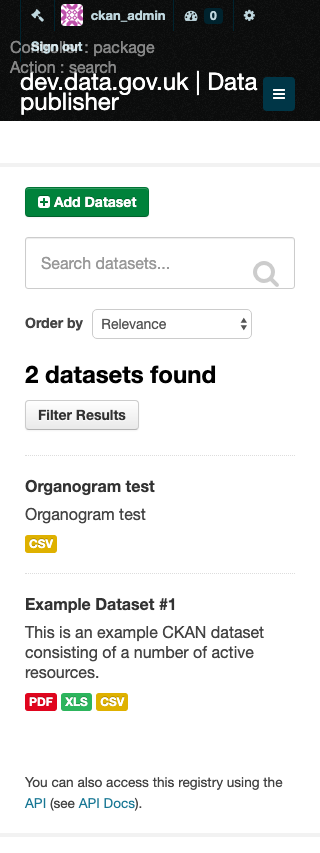 ckan_admin 0
Sign out
Controller : package
Action : search
dev.data.gov.uk | Data
publisher
Add Dataset
Search datasets...
Order by Relevance
2 datasets found
Filter Results
Organogram test
Organogram test
CSV
Example Dataset #1
This is an example CKAN dataset
consisting of a number of active
resources.
PDF XLS CSV
You can also access this registry using the
API (see API Docs).